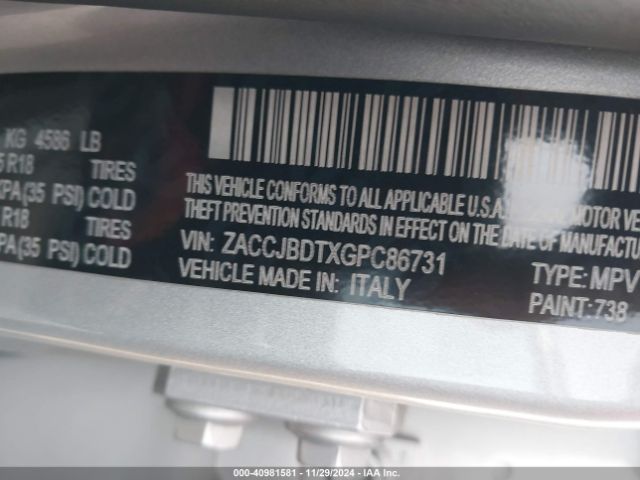 KG 4586 LB
R18 TIRES
PA(35 PSI) COLD
R18 TIRES
PA(35 PSI) COLD
THIS VEHICLE CONFORMS TO ALL APPLICABLE U.S.A. MOTOR
THEFT PREVENTION STANDARDS IN EFFECT ON THE DATE OF MANUFACTU
VIN: ZACCJBDTXGPC86731
TYPE: MPV
VEHICLE MADE IN: ITALY
PAINT: 738
000-40981581 - 11/29/2024 - IAA Inc.